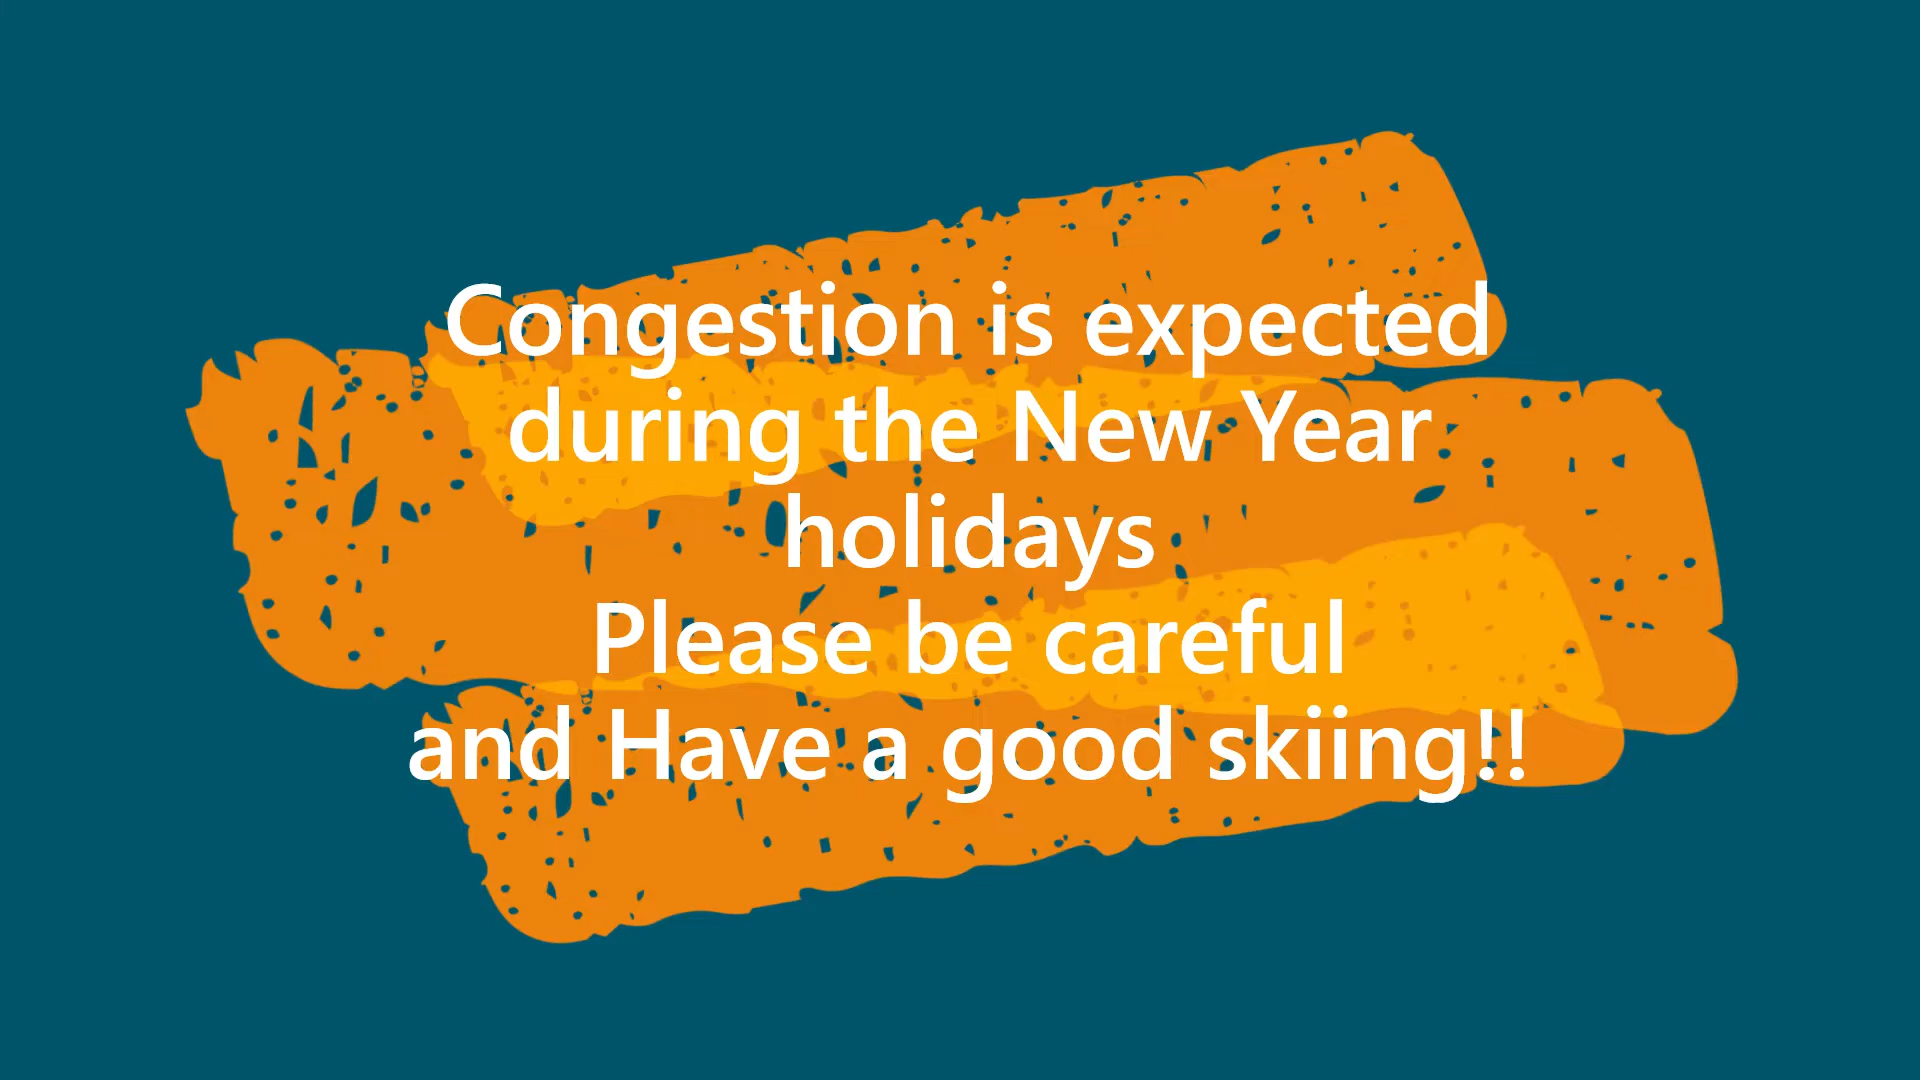 Congestion is expected
during the New Year
holidays
Please be careful
and Have a good skiing!!